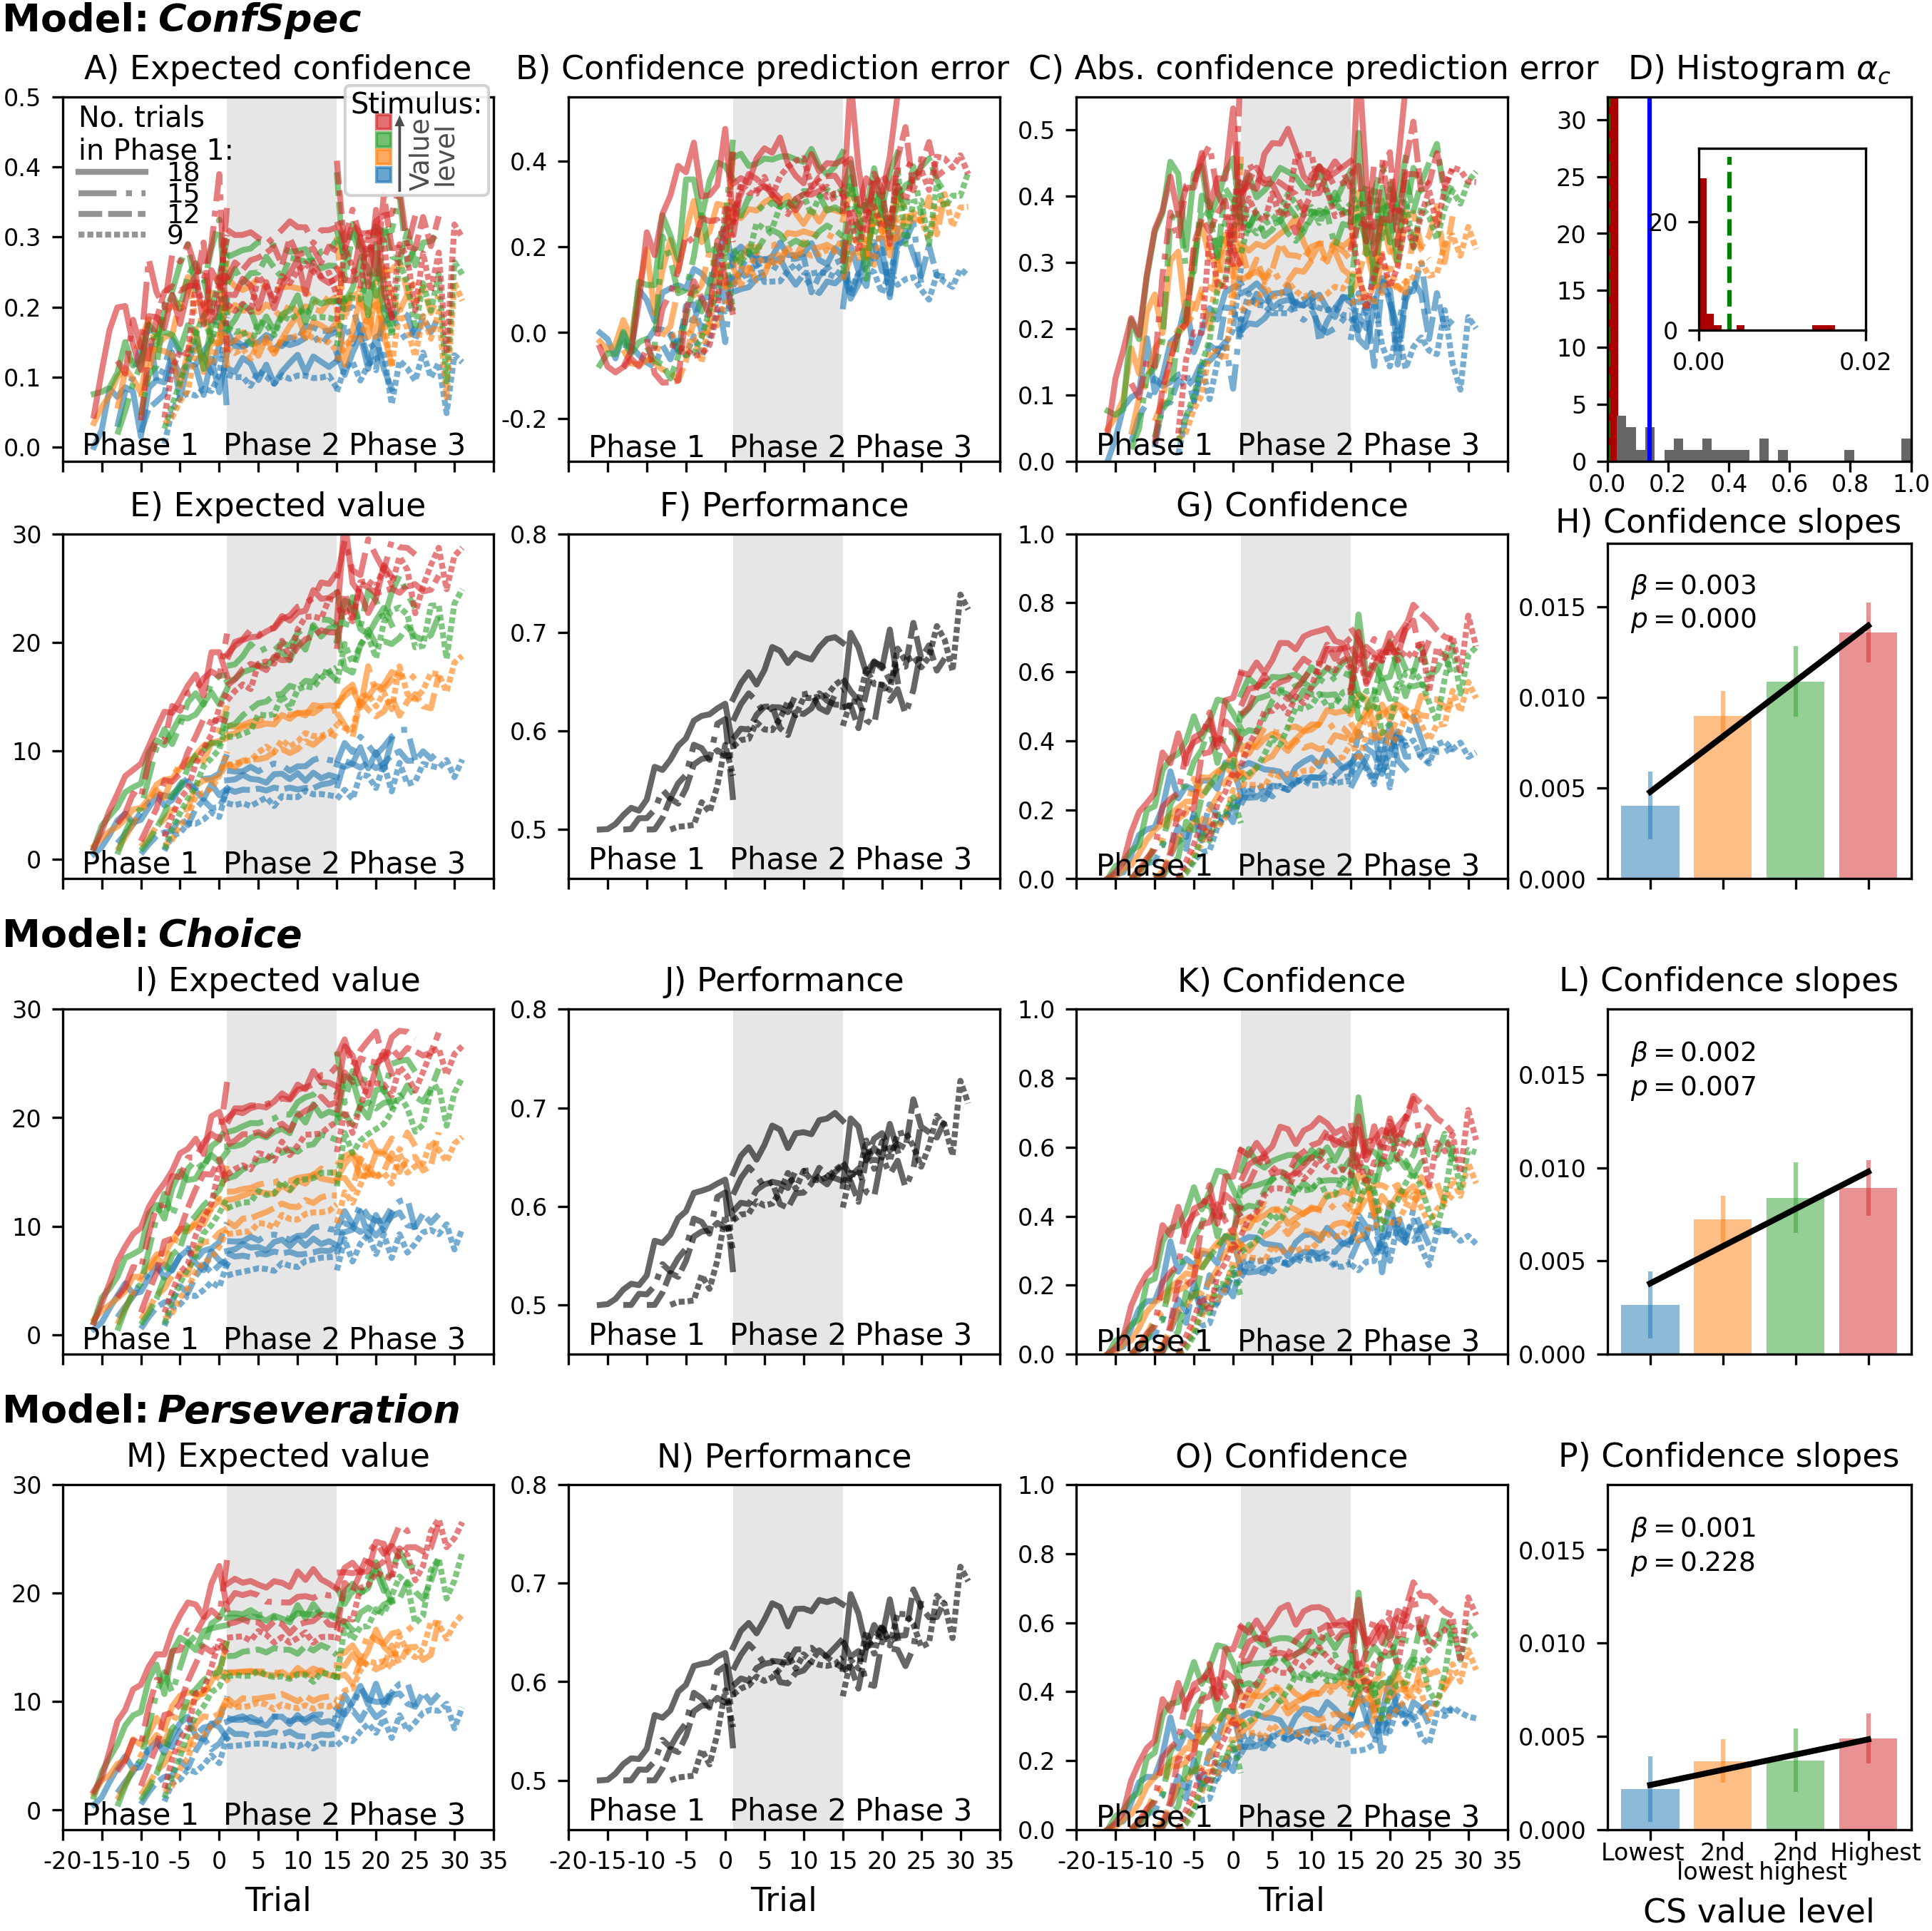 Model: ConfSpec
A) Expected confidence
B) Confidence prediction error
C) Abs. confidence prediction error
D) Histogram αc
No. trials
in Phase 1:
18
15
12
9
Stimulus:
Value
level
0.5
0.4
0.3
0.2
0.1
0.0
Phase 1 Phase 2 Phase 3
0.4
0.2
0.0
-0.2
Phase 1 Phase 2 Phase 3
0.5
0.4
0.3
0.2
0.1
0.0
Phase 1 Phase 2 Phase 3
30
25
20
15
10
5
0
20
0
0.00 0.02
0.0 0.2 0.4 0.6 0.8 1.0
E) Expected value
F) Performance
G) Confidence
H) Confidence slopes
30
20
10
0
Phase 1 Phase 2 Phase 3
0.8
0.7
0.6
0.5
Phase 1 Phase 2 Phase 3
1.0
0.8
0.6
0.4
0.2
0.0
Phase 1 Phase 2 Phase 3
β = 0.003
p = 0.000
0.015
0.010
0.005
0.000
Model: Choice
I) Expected value
J) Performance
K) Confidence
L) Confidence slopes
30
20
10
0
Phase 1 Phase 2 Phase 3
0.8
0.7
0.6
0.5
Phase 1 Phase 2 Phase 3
1.0
0.8
0.6
0.4
0.2
0.0
Phase 1 Phase 2 Phase 3
β = 0.002
p = 0.007
0.015
0.010
0.005
0.000
Model: Perseveration
M) Expected value
N) Performance
O) Confidence
P) Confidence slopes
30
20
10
0
Phase 1 Phase 2 Phase 3
-20 -15 -10 -5 0 5 10 15 20 25 30 35
Trial
0.8
0.7
0.6
0.5
Phase 1 Phase 2 Phase 3
-20 -15 -10 -5 0 5 10 15 20 25 30 35
Trial
1.0
0.8
0.6
0.4
0.2
0.0
Phase 1 Phase 2 Phase 3
-20 -15 -10 -5 0 5 10 15 20 25 30 35
Trial
β = 0.001
p = 0.228
0.015
0.010
0.005
0.000
Lowest 2nd 2nd Highest
lowest highest
CS value level